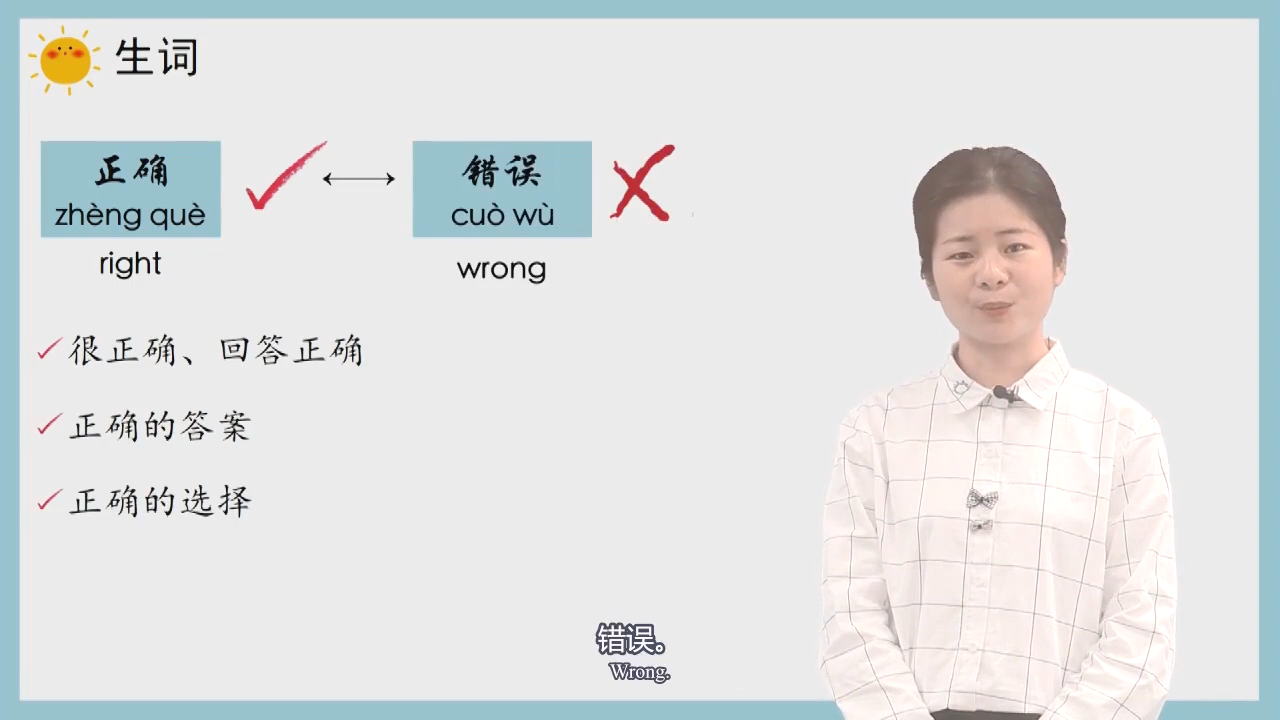 生词
正确
zhèng què
right
错误
cuò wù
wrong
很正确、回答正确
正确的答案
正确的选择
错误。
Wrong.